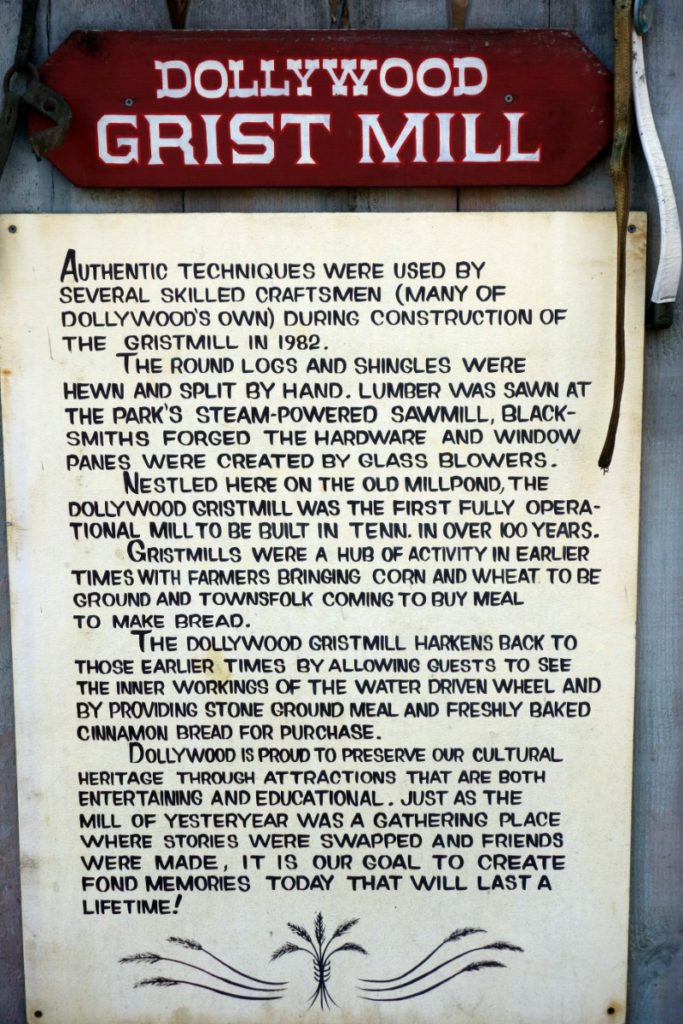 DOLLYWOOD
GRIST MILL
AUTHENTIC TECHNIQUES WERE USED BY
SEVERAL SKILLED CRAFTSMEN (MANY OF
DOLLYWOOD'S OWN) DURING CONSTRUCTION OF
THE GRISTMILL IN 1982.
THE ROUND LOGS AND SHINGLES WERE
HEWN AND SPLIT BY HAND. LUMBER WAS SAWN AT
THE PARK'S STEAM-POWERED SAWMILL, BLACK-
SMITHS FORGED THE HARDWARE AND WINDOW
PANES WERE CREATED BY GLASS BLOWERS.
NESTLED HERE ON THE OLD MILLPOND, THE
DOLLYWOOD GRISTMILL WAS THE FIRST FULLY OPERA-
TIONAL MILL TO BE BUILT IN TENN. IN OVER 100 YEARS.
GRISTMILLS WERE A HUB OF ACTIVITY IN EARLIER
TIMES WITH FARMERS BRINGING CORN AND WHEAT TO BE
GROUND AND TOWNSFOLK COMING TO BUY MEAL
TO MAKE BREAD.
THE DOLLYWOOD GRISTMILL HARKENS BACK TO
THOSE EARLIER TIMES BY ALLOWING GUESTS TO SEE
THE INNER WORKINGS OF THE WATER DRIVEN WHEEL AND
BY PROVIDING STONE GROUND MEAL AND FRESHLY BAKED
CINNAMON BREAD FOR PURCHASE.
DOLLYWOOD IS PROUD TO PRESERVE OUR CULTURAL
HERITAGE THROUGH ATTRACTIONS THAT ARE BOTH
ENTERTAINING AND EDUCATIONAL. JUST AS THE
MILL OF YESTERYEAR WAS A GATHERING PLACE
WHERE STORIES WERE SWAPPED AND FRIENDS
WERE MADE, IT IS OUR GOAL TO CREATE
FOND MEMORIES TODAY THAT WILL LAST A
LIFETIME!